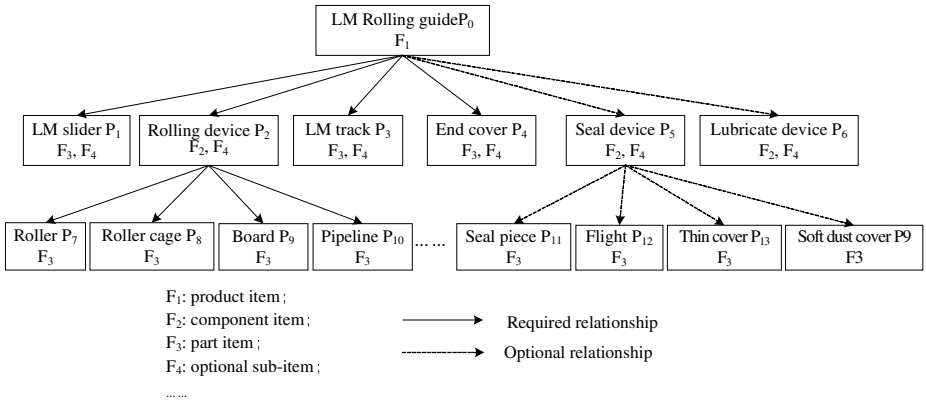 LM Rolling guideP₀
F₁
LM slider P₁
F₃, F₄
Rolling device P₂
F₂, F₄
LM track P₃
F₃, F₄
End cover P₄
F₃, F₄
Seal device P₅
F₂, F₄
Lubricate device P₆
F₂, F₄
Roller P₇
F₃
Roller cage P₈
F₃
Board P₉
F₃
Pipeline P₁₀
F₃
... ...
Seal piece P₁₁
F₃
Flight P₁₂
F₃
Thin cover P₁₃
F₃
Soft dust cover P9
F3
F₁: product item;
F₂: component item;
F₃: part item;
F₄: optional sub-item;
......
Required relationship
Optional relationship